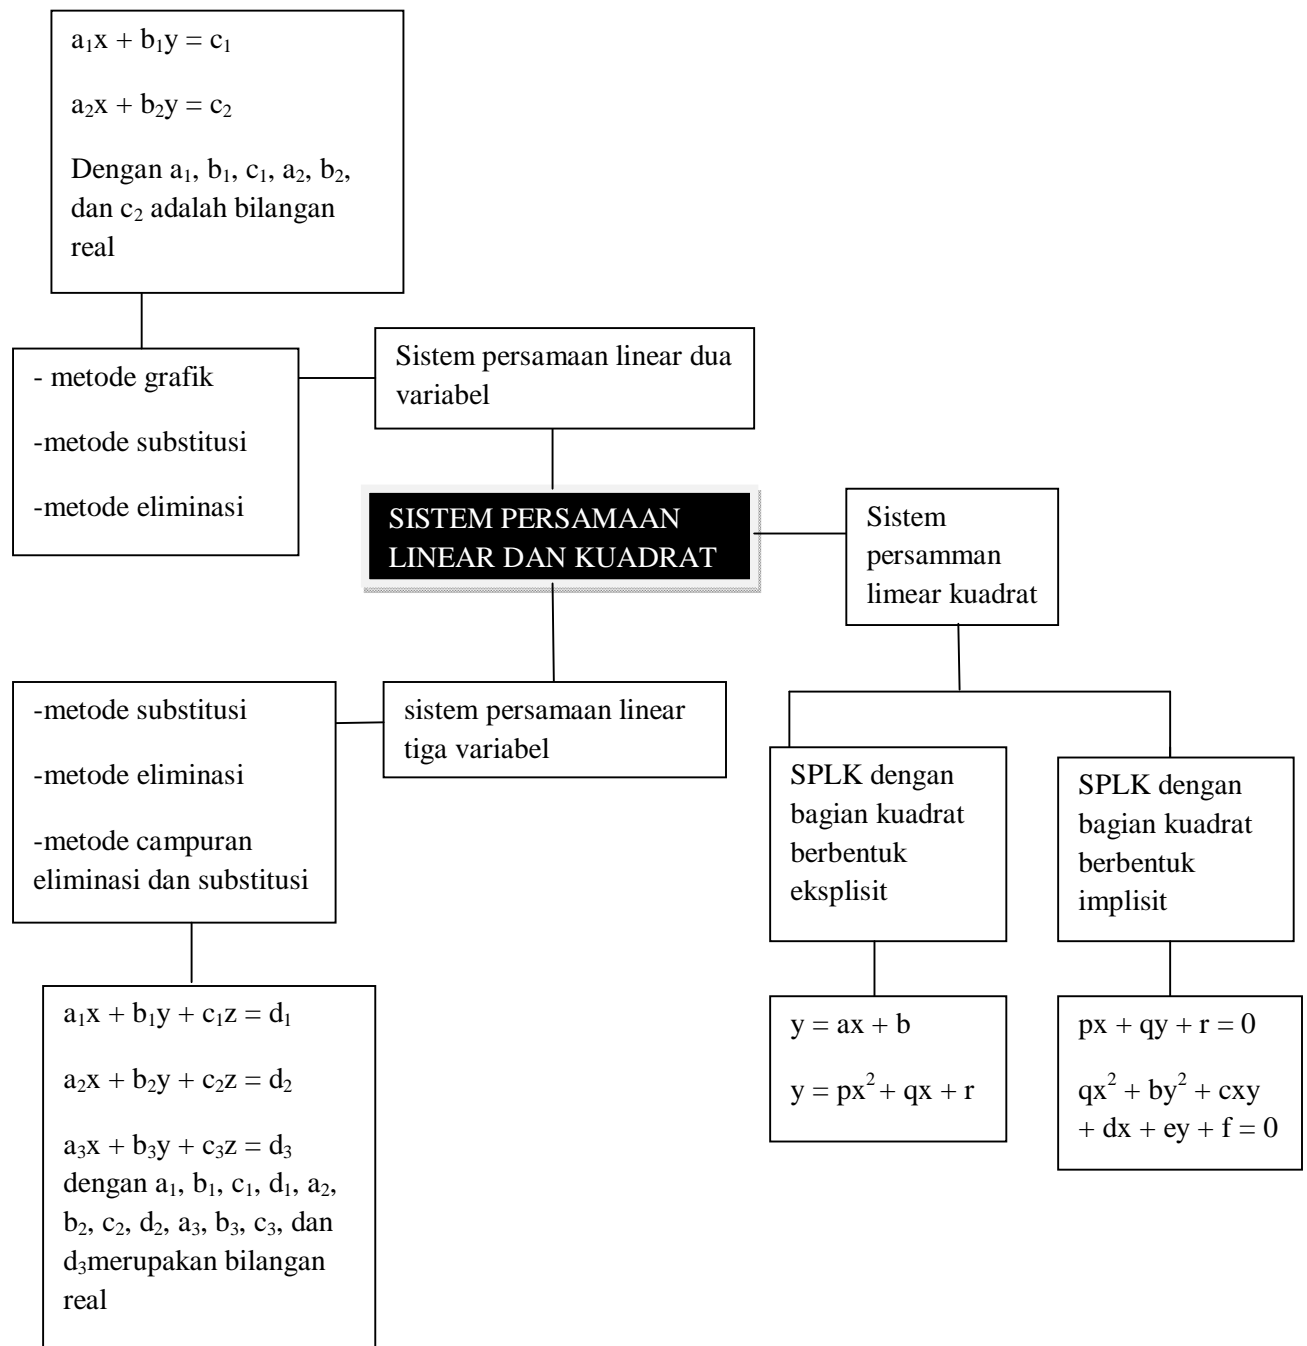 a₁x + b₁y = c₁
a₂x + b₂y = c₂
Dengan a₁, b₁, c₁, a₂, b₂,
dan c₂ adalah bilangan
real
- metode grafik
-metode substitusi
-metode eliminasi
Sistem persamaan linear dua
variabel
SISTEM PERSAMAAN
LINEAR DAN KUADRAT
Sistem
persamman
limear kuadrat
-metode substitusi
-metode eliminasi
-metode campuran
eliminasi dan substitusi
sistem persamaan linear
tiga variabel
SPLK dengan
bagian kuadrat
berbentuk
eksplisit
SPLK dengan
bagian kuadrat
berbentuk
implisit
a₁x + b₁y + c₁z = d₁
a₂x + b₂y + c₂z = d₂
a₃x + b₃y + c₃z = d₃
dengan a₁, b₁, c₁, d₁, a₂,
b₂, c₂, d₂, a₃, b₃, c₃, dan
d₃merupakan bilangan
real
y = ax + b
y = px² + qx + r
px + qy + r = 0
qx² + by² + cxy
+ dx + ey + f = 0